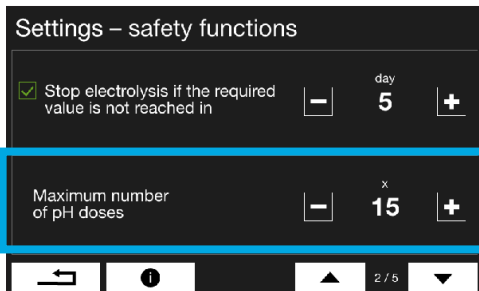 Settings – safety functions
Stop electrolysis if the required
value is not reached in
day
5
Maximum number
of pH doses
x
15
2/5